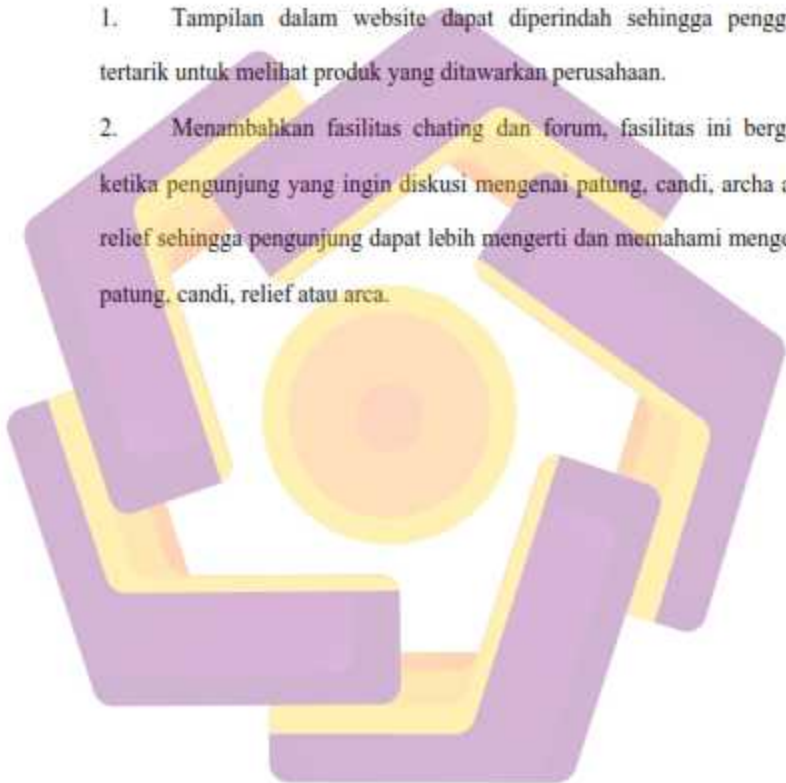 1. Tampilan dalam website dapat diperindah sehingga pengg
tertarik untuk melihat produk yang ditawarkan perusahaan.
2. Menambahkan fasilitas chating dan forum, fasilitas ini berg
ketika pengunjung yang ingin diskusi mengenai patung, candi, archa a
relief sehingga pengunjung dapat lebih mengerti dan memahami menge
patung, candi, relief atau arca.